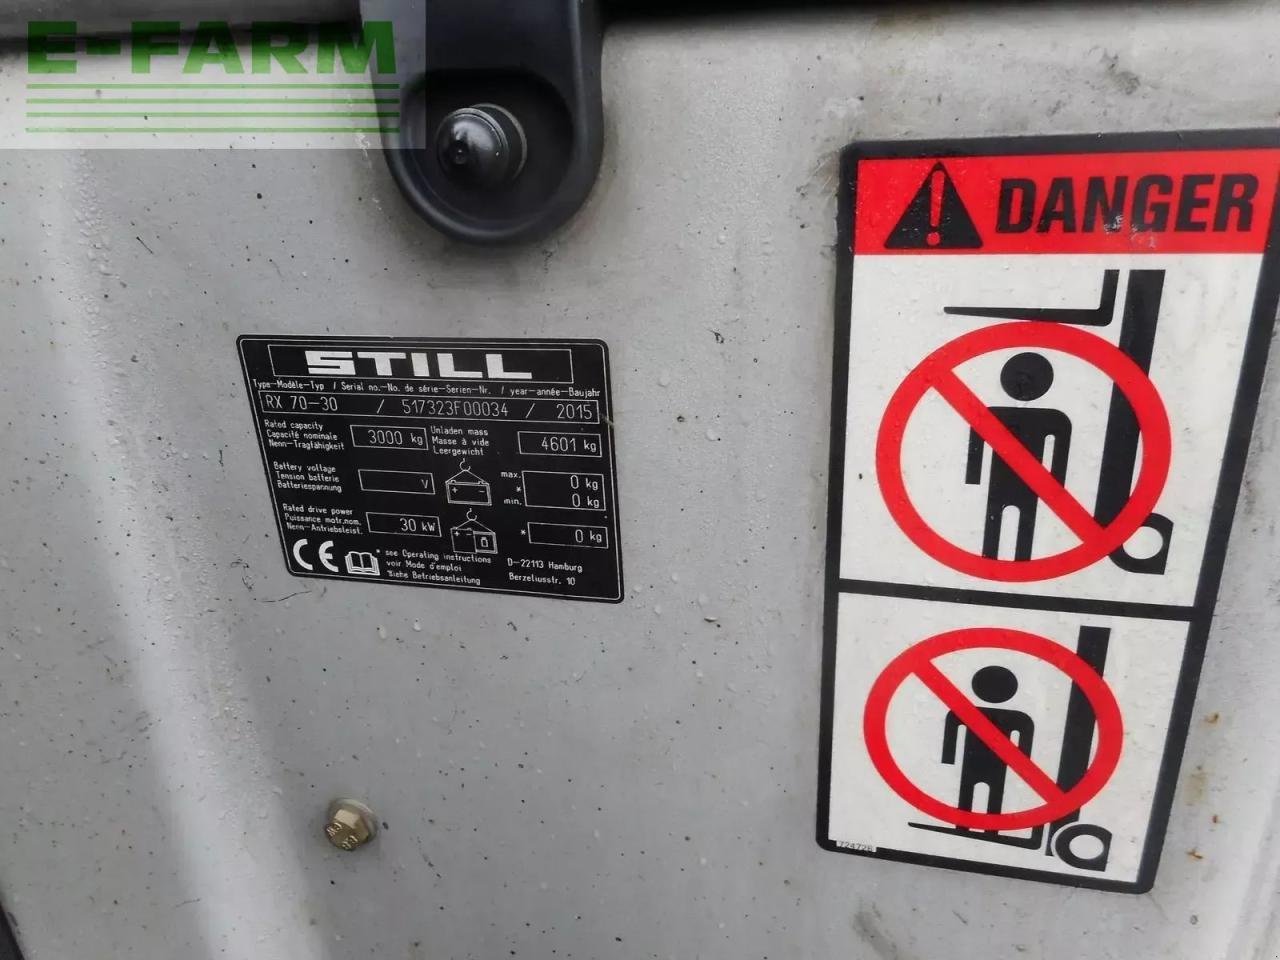 E-FARM
DANGER
STILL
Type-Modèle-Typ / Serial no.-No. de série-Serien-Nr. / year-année-Baujahr
RX 70-30 / 517323F00034 / 2015
Rated capacity
Capacité nominale
Nenn-Tragfähigkeit
3000 kg
Unladen mass
Masse à vide
Leergewicht
4601 kg
Battery voltage
Tension batterie
Batteriespannung
V
max. 0 kg
*
min. 0 kg
Rated drive power
Puissance motr.nom.
Nenn-Antriebsleist.
30 kW
* 0 kg
CE
* see Operating instructions
voir Mode d'emploi
*Siehe Betriebsanleitung
D-22113 Hamburg
Berzeliusstr. 10